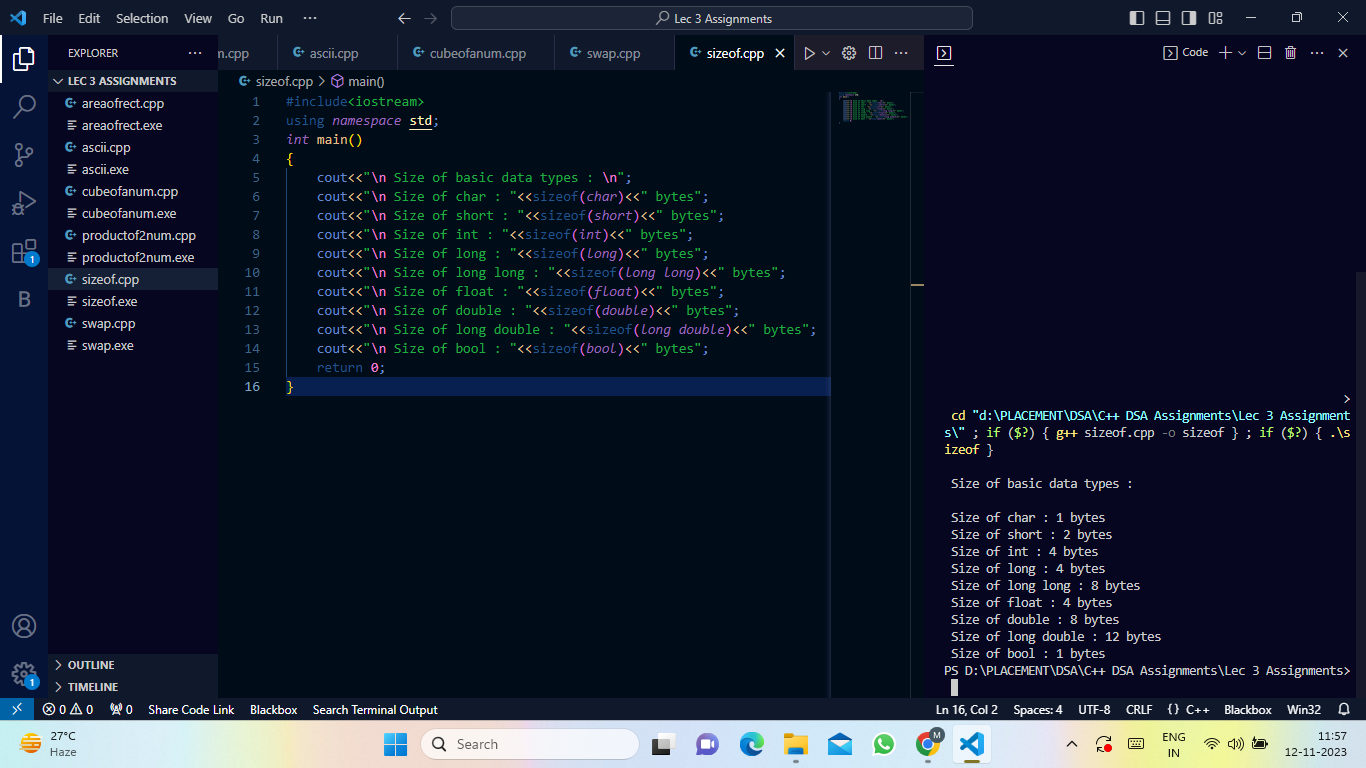 File Edit Selection View Go Run ··· Lec 3 Assignments
EXPLORER ···
LEC 3 ASSIGNMENTS
areaofrect.cpp
areaofrect.exe
ascii.cpp
ascii.exe
cubeofanum.cpp
cubeofanum.exe
productof2num.cpp
productof2num.exe
sizeof.cpp
sizeof.exe
swap.cpp
swap.exe
OUTLINE
TIMELINE
1
B
1
m.cpp ascii.cpp cubeofanum.cpp swap.cpp sizeof.cpp
sizeof.cpp > main()
1 #include<iostream>
2 using namespace std;
3 int main()
4 {
5 cout<<"\n Size of basic data types : \n";
6 cout<<"\n Size of char : "<<sizeof(char)<<" bytes";
7 cout<<"\n Size of short : "<<sizeof(short)<<" bytes";
8 cout<<"\n Size of int : "<<sizeof(int)<<" bytes";
9 cout<<"\n Size of long : "<<sizeof(long)<<" bytes";
10 cout<<"\n Size of long long : "<<sizeof(long long)<<" bytes";
11 cout<<"\n Size of float : "<<sizeof(float)<<" bytes";
12 cout<<"\n Size of double : "<<sizeof(double)<<" bytes";
13 cout<<"\n Size of long double : "<<sizeof(long double)<<" bytes";
14 cout<<"\n Size of bool : "<<sizeof(bool)<<" bytes";
15 return 0;
16 }
Code
>
cd "d:\PLACEMENT\DSA\C++ DSA Assignments\Lec 3 Assignment
s\" ; if ($?) { g++ sizeof.cpp -o sizeof } ; if ($?) { .\s
izeof }
Size of basic data types :
Size of char : 1 bytes
Size of short : 2 bytes
Size of int : 4 bytes
Size of long : 4 bytes
Size of long long : 8 bytes
Size of float : 4 bytes
Size of double : 8 bytes
Size of long double : 12 bytes
Size of bool : 1 bytes
PS D:\PLACEMENT\DSA\C++ DSA Assignments\Lec 3 Assignments>
0 0 0 Share Code Link Blackbox Search Terminal Output Ln 16, Col 2 Spaces: 4 UTF-8 CRLF {} C++ Blackbox Win32
27°C
Haze
Search
M
ENG
IN
11:57
12-11-2023